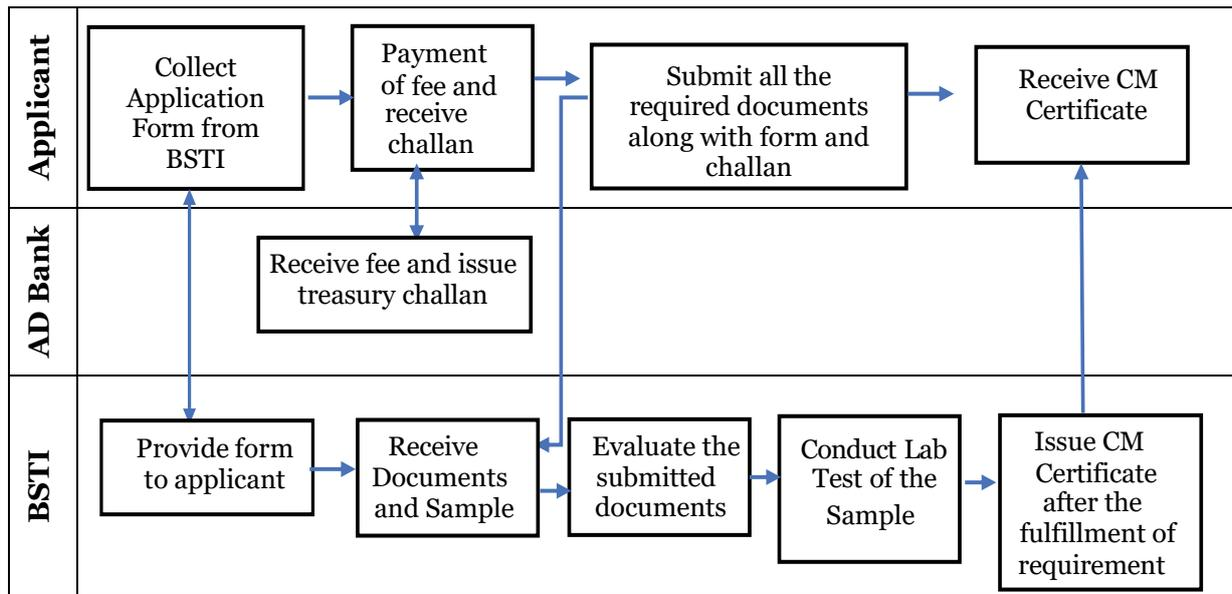 Applicant
Collect
Application
Form from
BSTI
Payment
of fee and
receive
challan
Submit all the
required documents
along with form and
challan
Receive CM
Certificate
AD Bank
Receive fee and issue
treasury challan
BSTI
Provide form
to applicant
Receive
Documents
and Sample
Evaluate the
submitted
documents
Conduct Lab
Test of the
Sample
Issue CM
Certificate
after the
fulfillment of
requirement